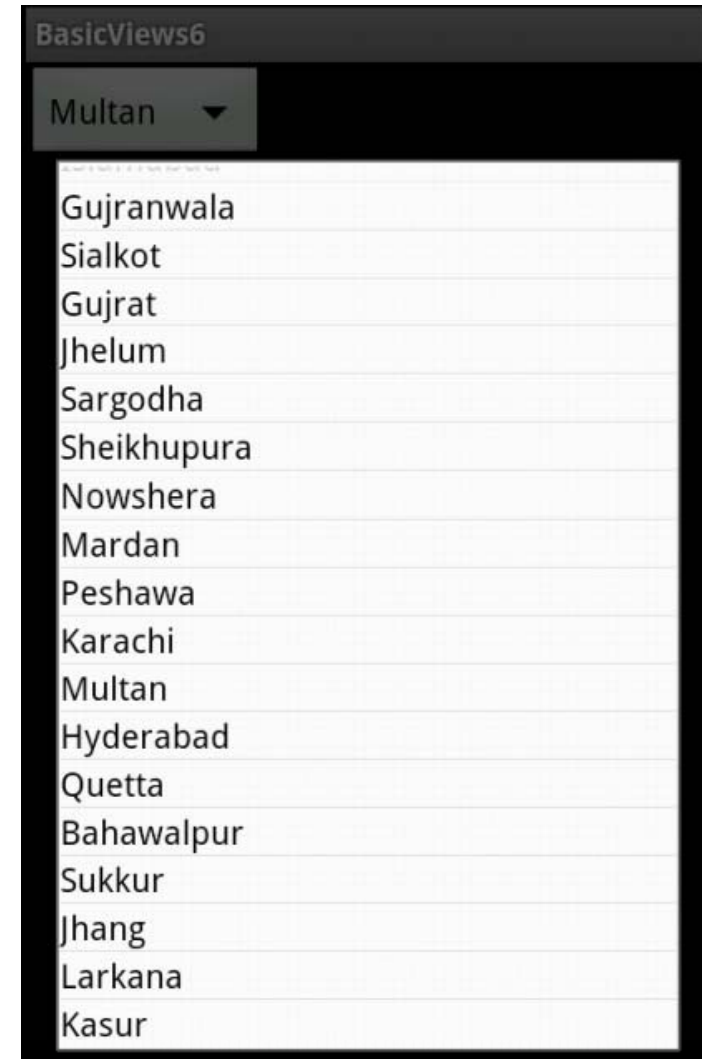 BasicViews6
Multan
Gujranwala
Sialkot
Gujrat
Jhelum
Sargodha
Sheikhupura
Nowshera
Mardan
Peshawa
Karachi
Multan
Hyderabad
Quetta
Bahawalpur
Sukkur
Jhang
Larkana
Kasur